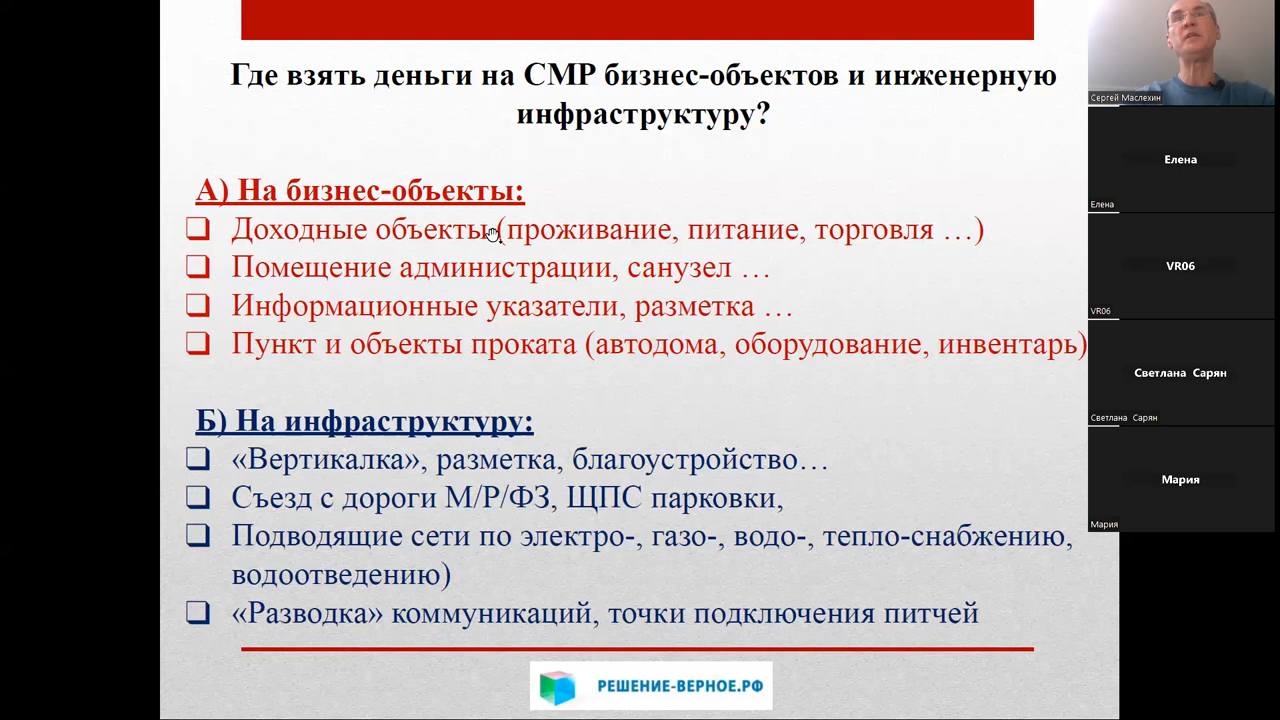 Где взять деньги на СМР бизнес-объектов и инженерную
инфраструктуру?
А) На бизнес-объекты:
❑ Доходные объекты (проживание, питание, торговля …)
❑ Помещение администрации, санузел …
❑ Информационные указатели, разметка …
❑ Пункт и объекты проката (автодома, оборудование, инвентарь)
Б) На инфраструктуру:
❑ «Вертикалка», разметка, благоустройство…
❑ Съезд с дороги М/Р/ФЗ, ЩПС парковки,
❑ Подводящие сети по электро-, газо-, водо-, тепло-снабжению,
водоотведению)
❑ «Разводка» коммуникаций, точки подключения питчей
РЕШЕНИЕ-ВЕРНОЕ.РФ
Сергей Маслехин
Елена
Елена
VR06
VR06
Светлана Сарян
Светлана Сарян
Мария
Мария